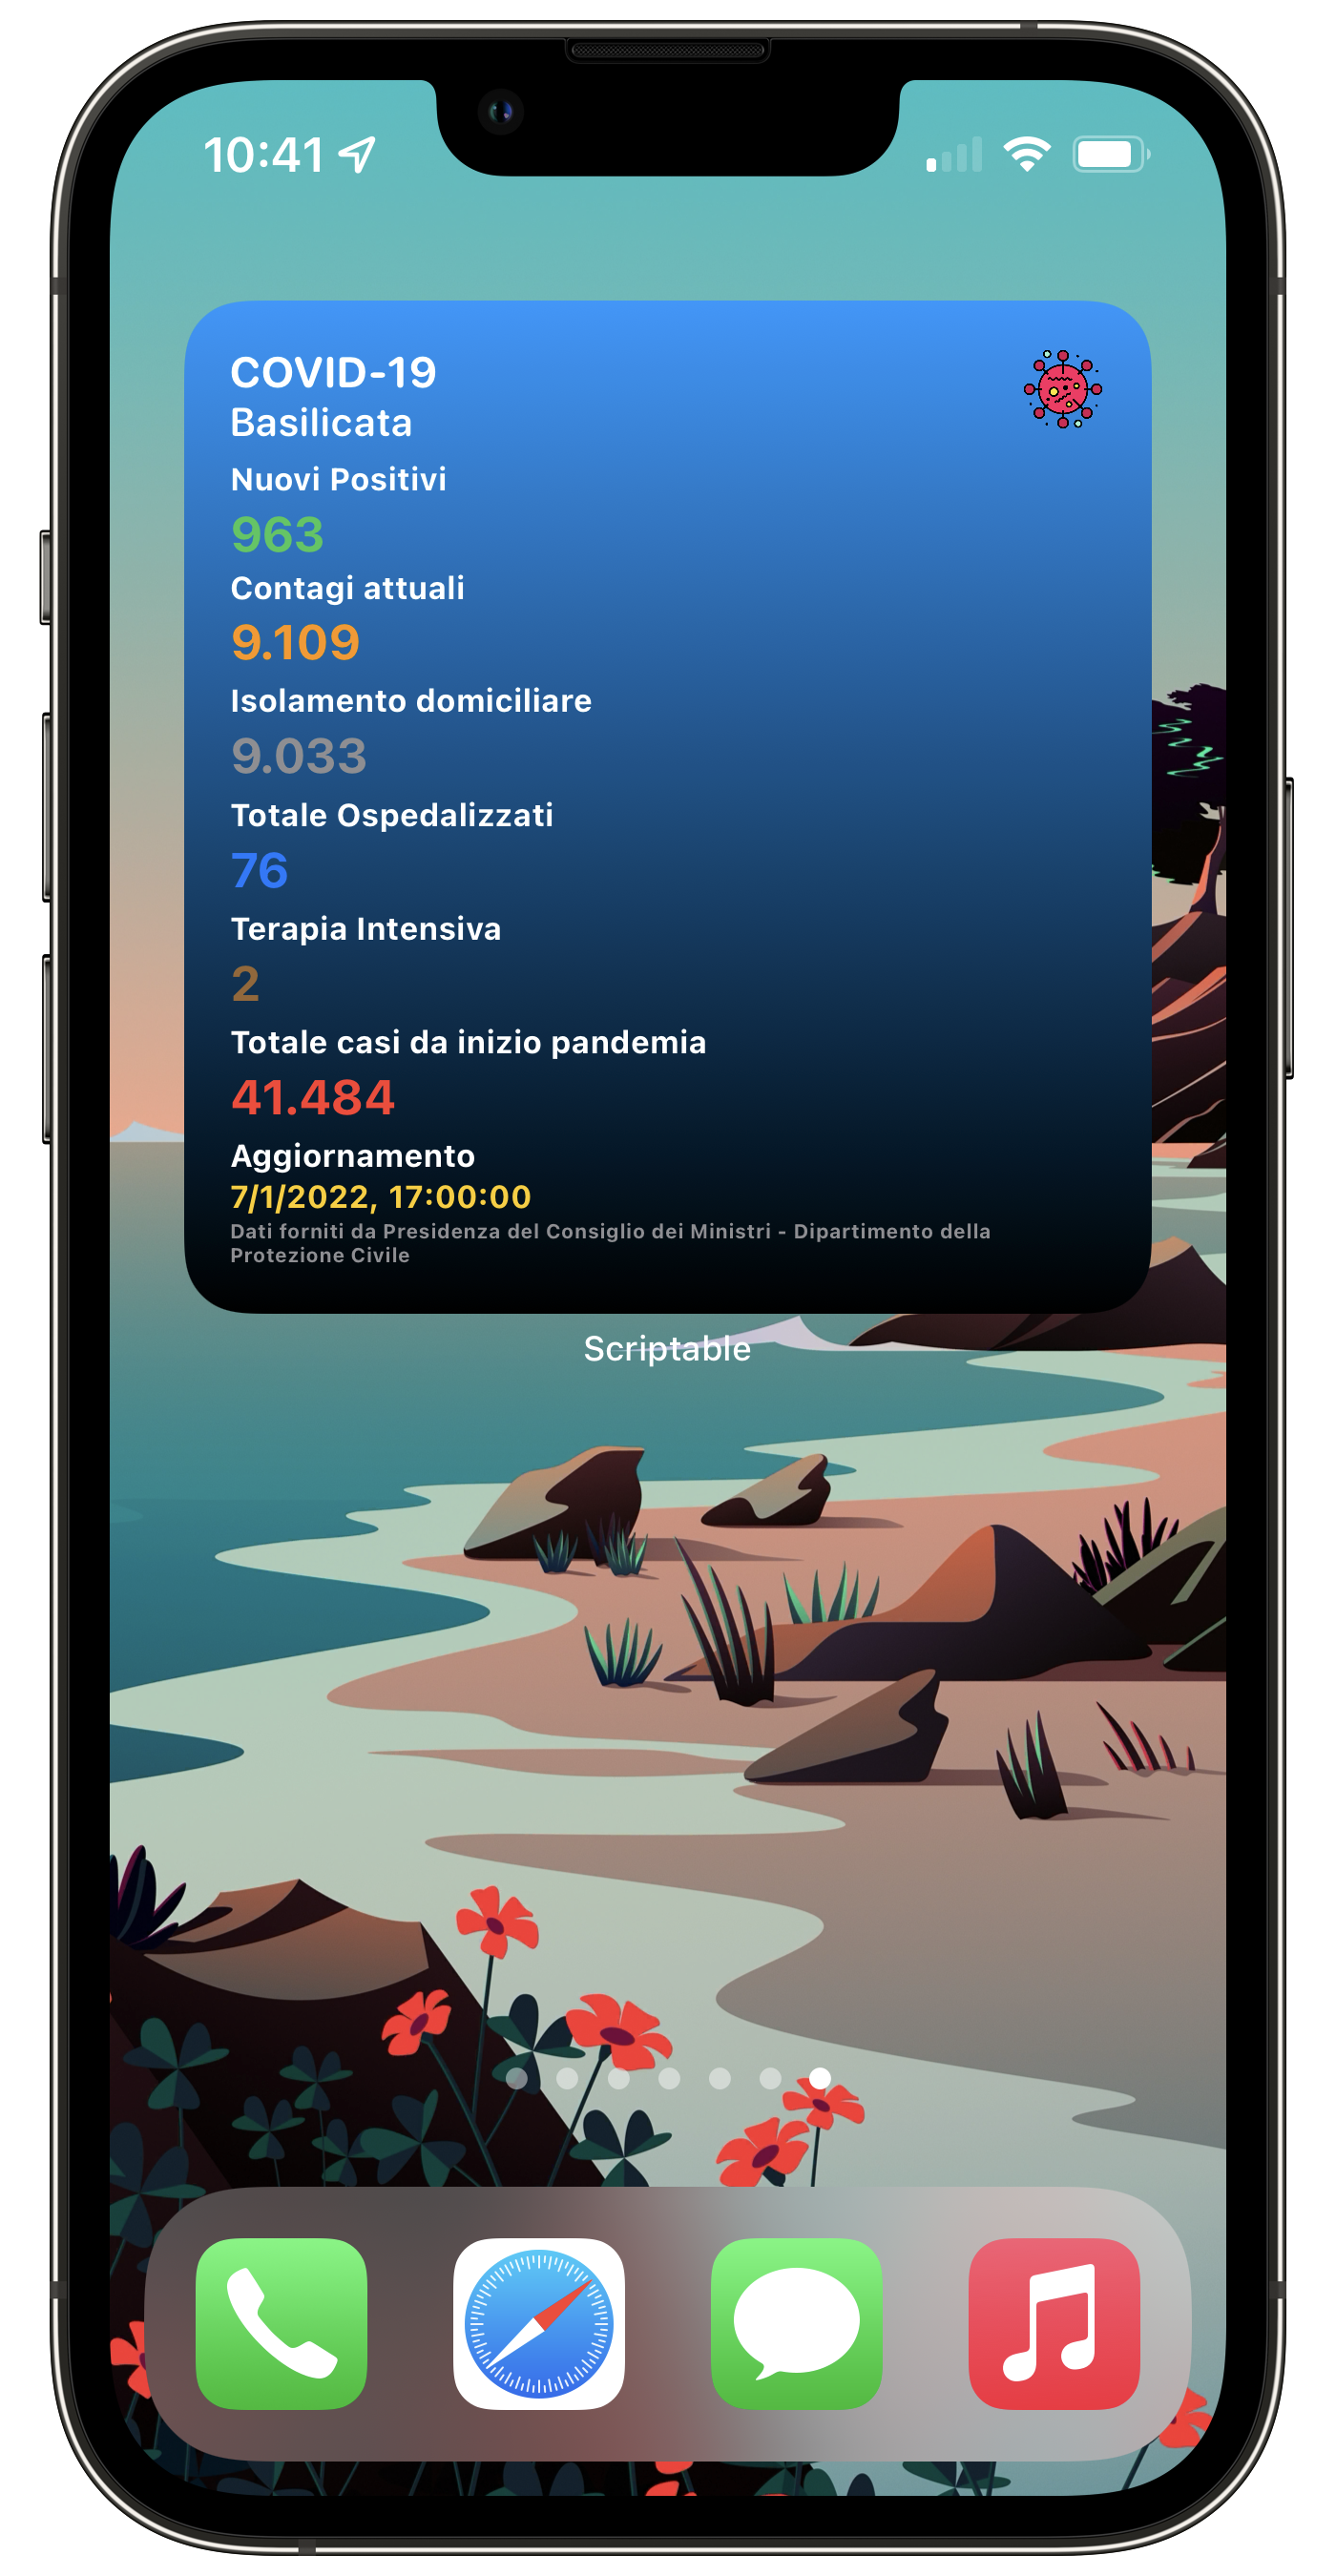 10:41
COVID-19
Basilicata
Nuovi Positivi
963
Contagi attuali
9.109
Isolamento domiciliare
9.033
Totale Ospedalizzati
76
Terapia Intensiva
2
Totale casi da inizio pandemia
41.484
Aggiornamento
7/1/2022, 17:00:00
Dati forniti da Presidenza del Consiglio dei Ministri - Dipartimento della
Protezione Civile
Scriptable